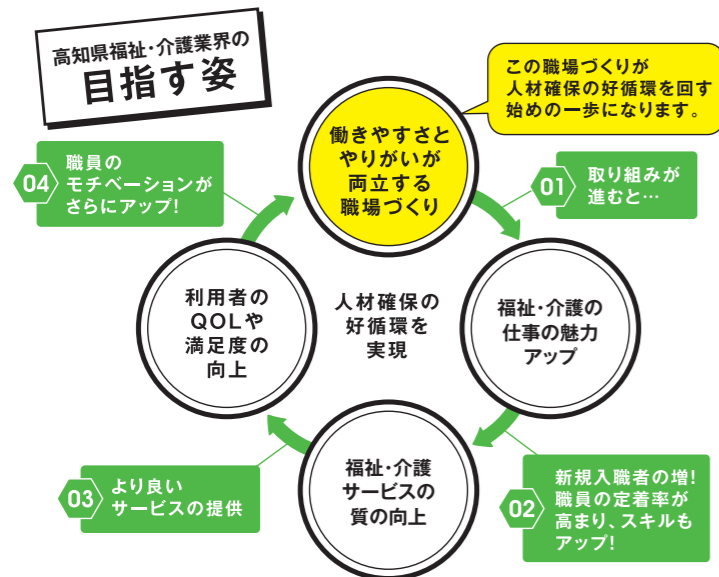 高知県福祉・介護業界の
目指す姿
この職場づくりが
人材確保の好循環を回す
始めの一歩になります。
働きやすさと
やりがいが
両立する
職場づくり
01
取り組みが
進むと…
福祉・介護の
仕事の魅力
アップ
02
新規入職者の増!
職員の定着率が
高まり、スキルも
アップ!
福祉・介護
サービスの
質の向上
03
より良い
サービスの提供
利用者の
QOLや
満足度の
向上
04
職員の
モチベーションが
さらにアップ!
人材確保の
好循環を
実現